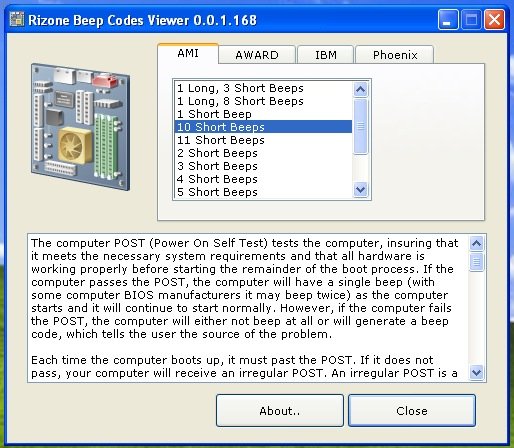 Rizone Beep Codes Viewer 0.0.1.168
AMI AWARD IBM Phoenix
1 Long, 3 Short Beeps
1 Long, 8 Short Beeps
1 Short Beep
10 Short Beeps
11 Short Beeps
2 Short Beeps
3 Short Beeps
4 Short Beeps
5 Short Beeps
The computer POST (Power On Self Test) tests the computer, insuring that
it meets the necessary system requirements and that all hardware is
working properly before starting the remainder of the boot process. If the
computer passes the POST, the computer will have a single beep (with
some computer BIOS manufacturers it may beep twice) as the computer
starts and it will continue to start normally. However, if the computer fails
the POST, the computer will either not beep at all or will generate a beep
code, which tells the user the source of the problem.
Each time the computer boots up, it must past the POST. If it does not
pass, your computer will receive an irregular POST. An irregular POST is a
About..
Close